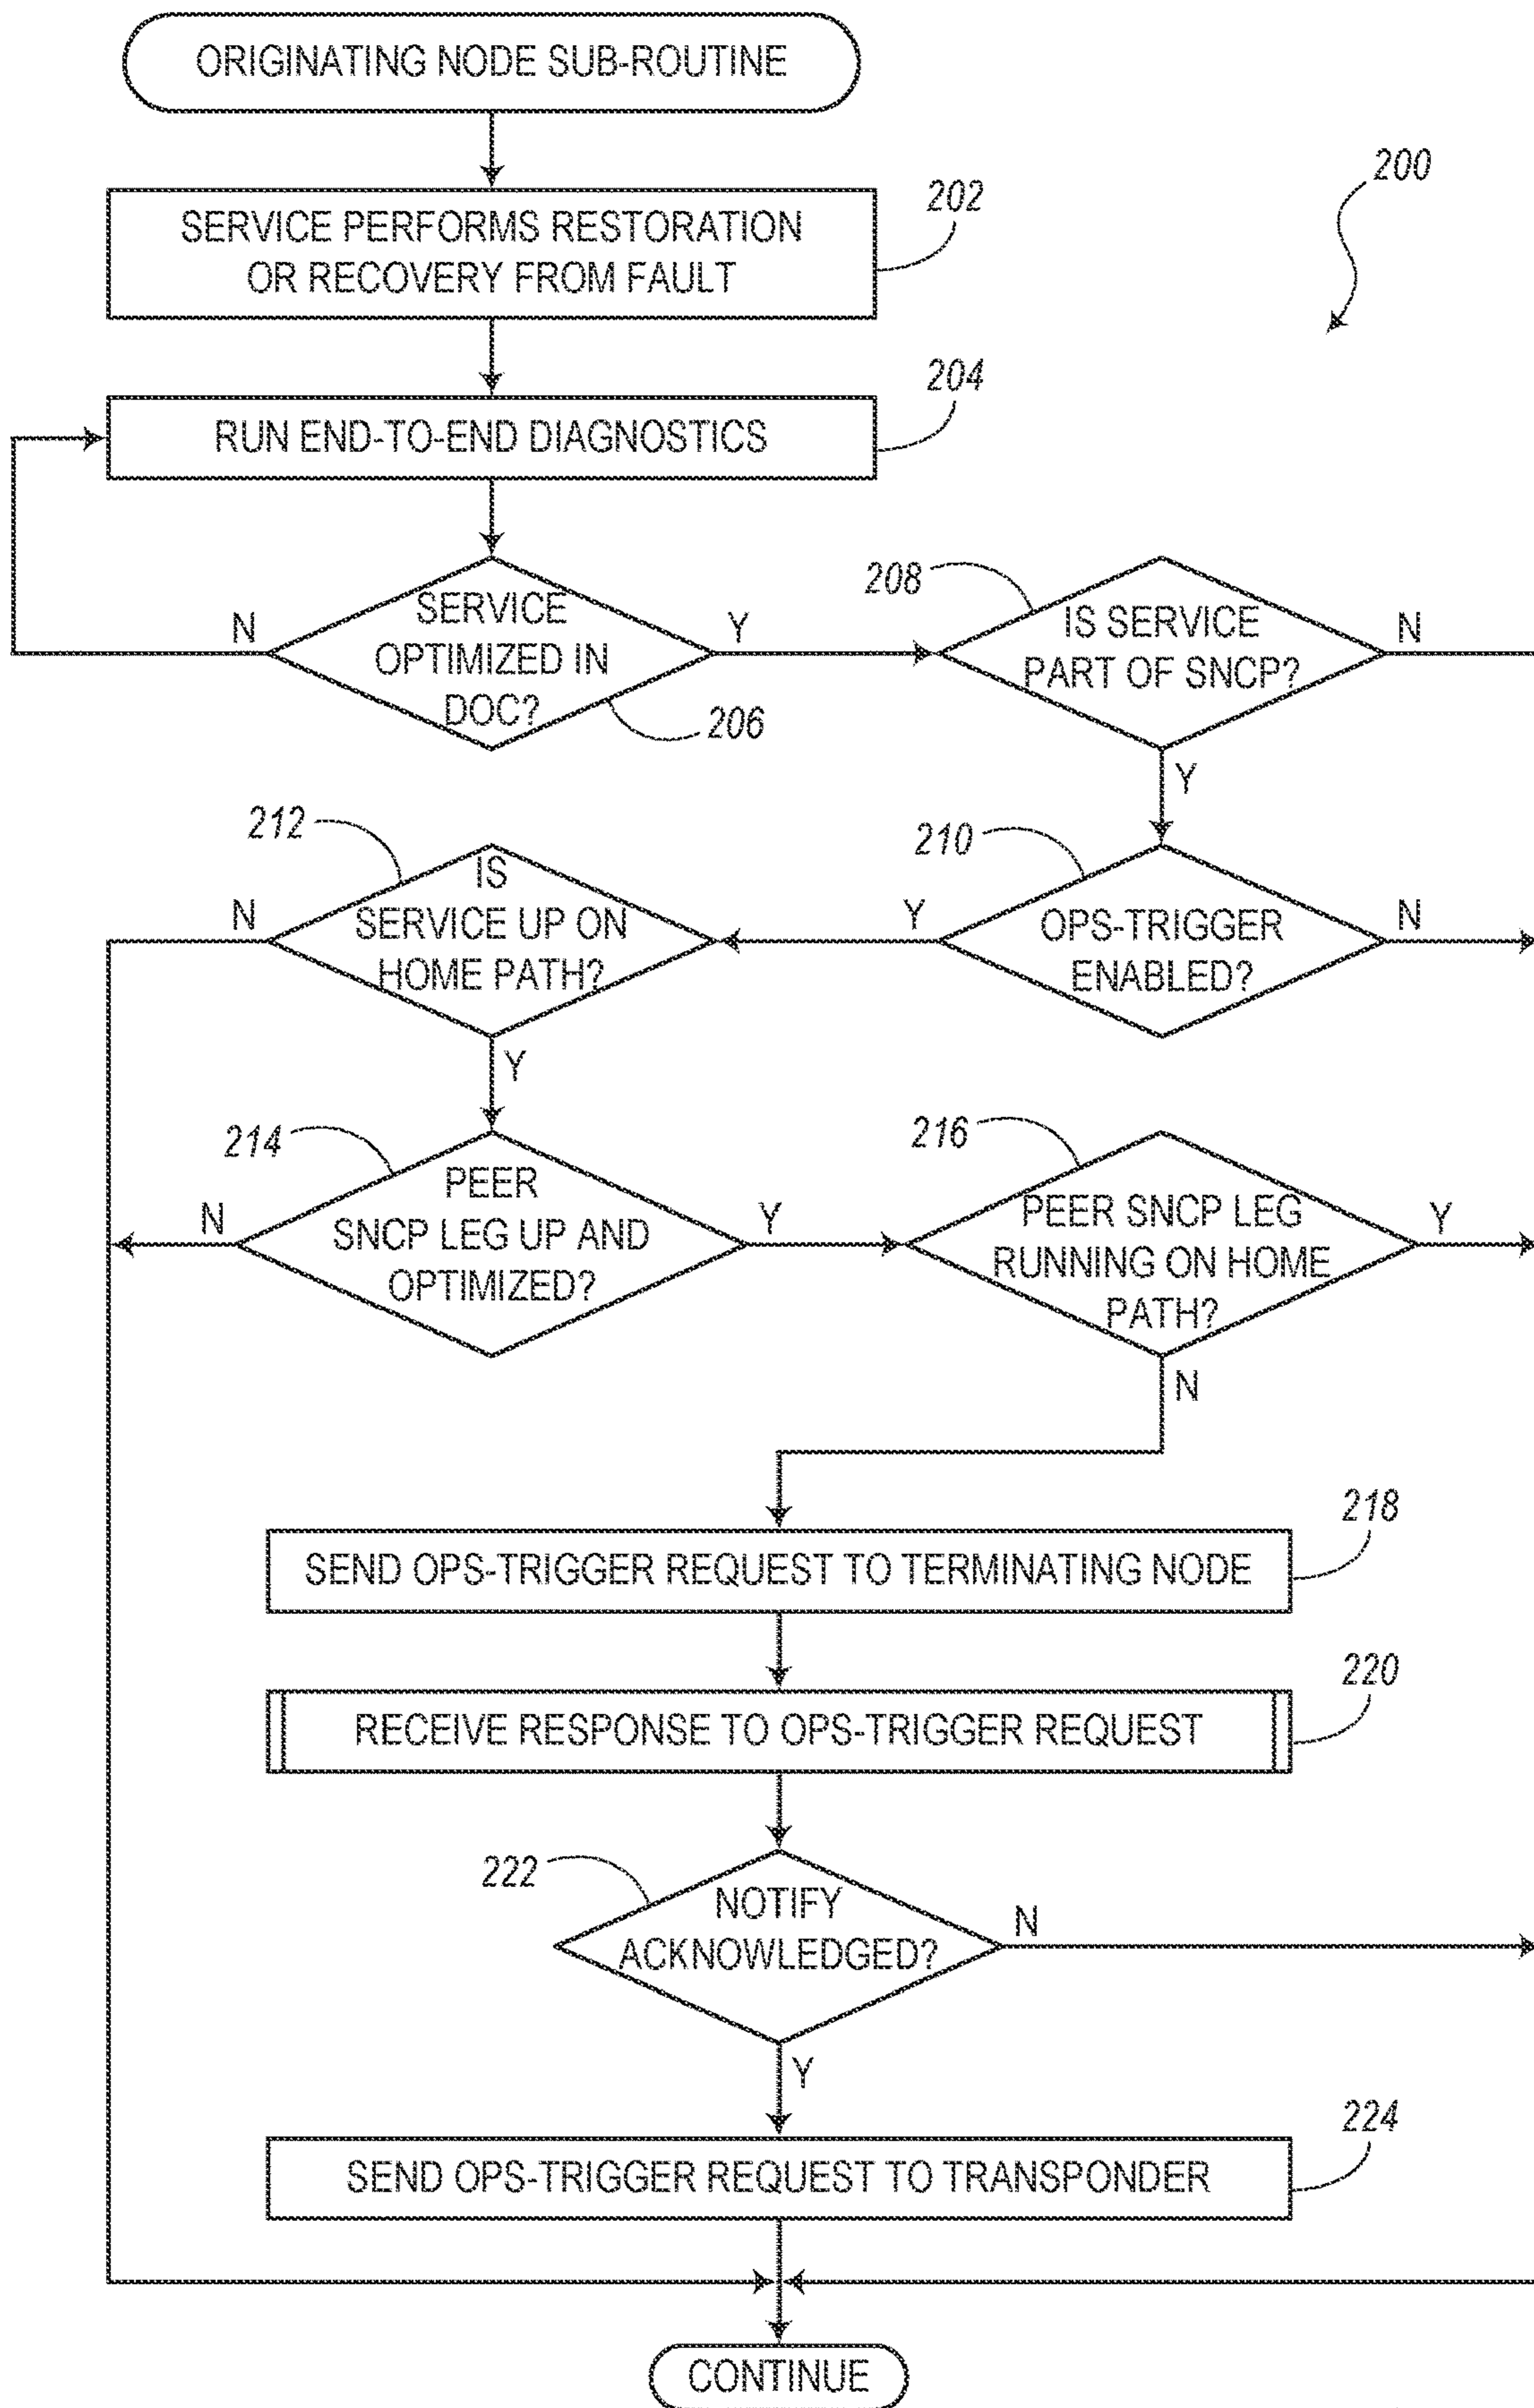 ORIGINATING NODE SUB-ROUTINE
200
SERVICE PERFORMS RESTORATION
OR RECOVERY FROM FAULT
202
RUN END-TO-END DIAGNOSTICS
204
SERVICE
OPTIMIZED IN
DOC?
206
N
Y
208
IS SERVICE
PART OF SNCP?
N
Y
210
OPS-TRIGGER
ENABLED?
Y
N
212
IS
SERVICE UP ON
HOME PATH?
N
Y
214
PEER
SNCP LEG UP AND
OPTIMIZED?
N
Y
216
PEER SNCP LEG
RUNNING ON HOME
PATH?
Y
N
218
SEND OPS-TRIGGER REQUEST TO TERMINATING NODE
220
RECEIVE RESPONSE TO OPS-TRIGGER REQUEST
222
NOTIFY
ACKNOWLEDGED?
N
Y
224
SEND OPS-TRIGGER REQUEST TO TRANSPONDER
CONTINUE